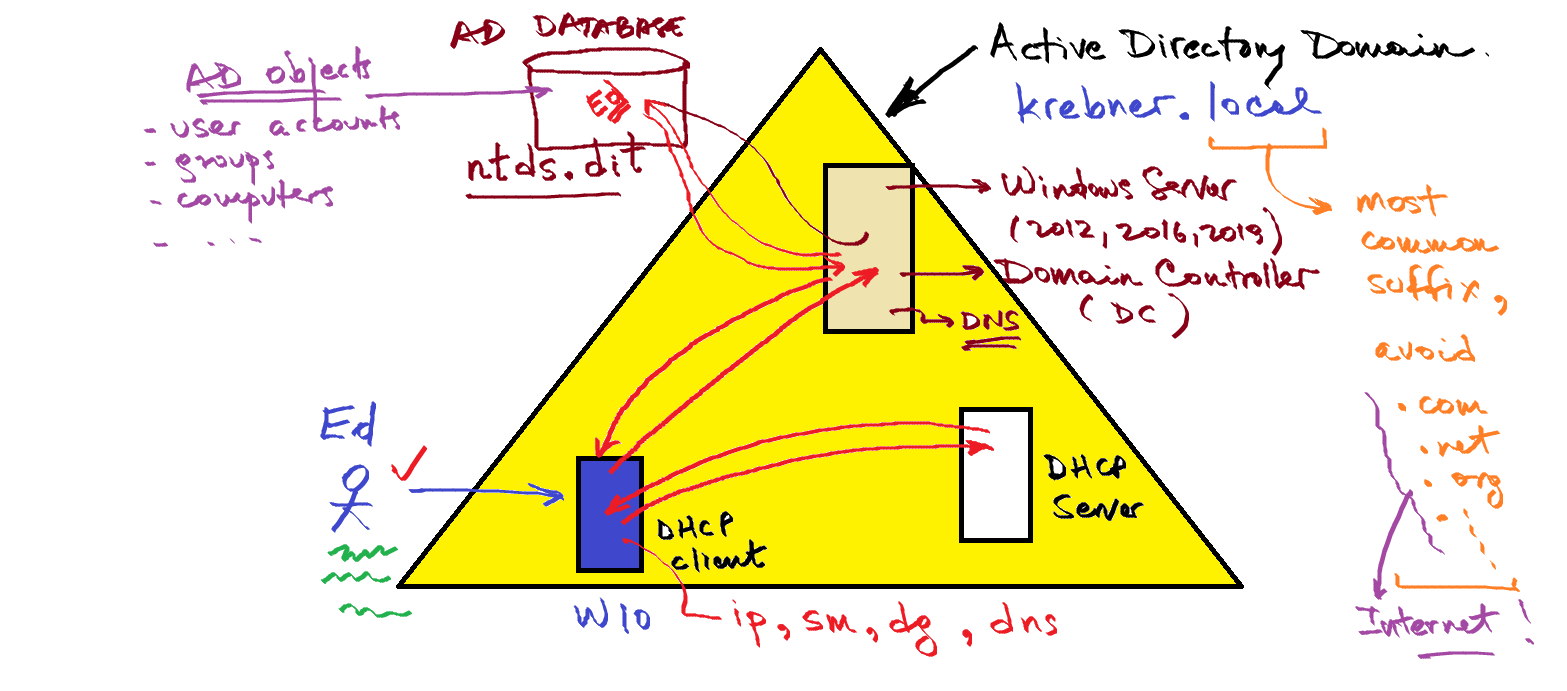 AD DATABASE
AD objects
- user accounts
- groups
- computers
- ...
Ed
ntds.dit
Active Directory Domain.
krebner.local
Windows Server
(2012, 2016, 2019)
Domain Controller
(DC)
DNS
most
common
suffix,
avoid
.com
.net
.org
Internet!
Ed
DHCP
Server
DHCP
client
W10
ip, sm, dg, dns